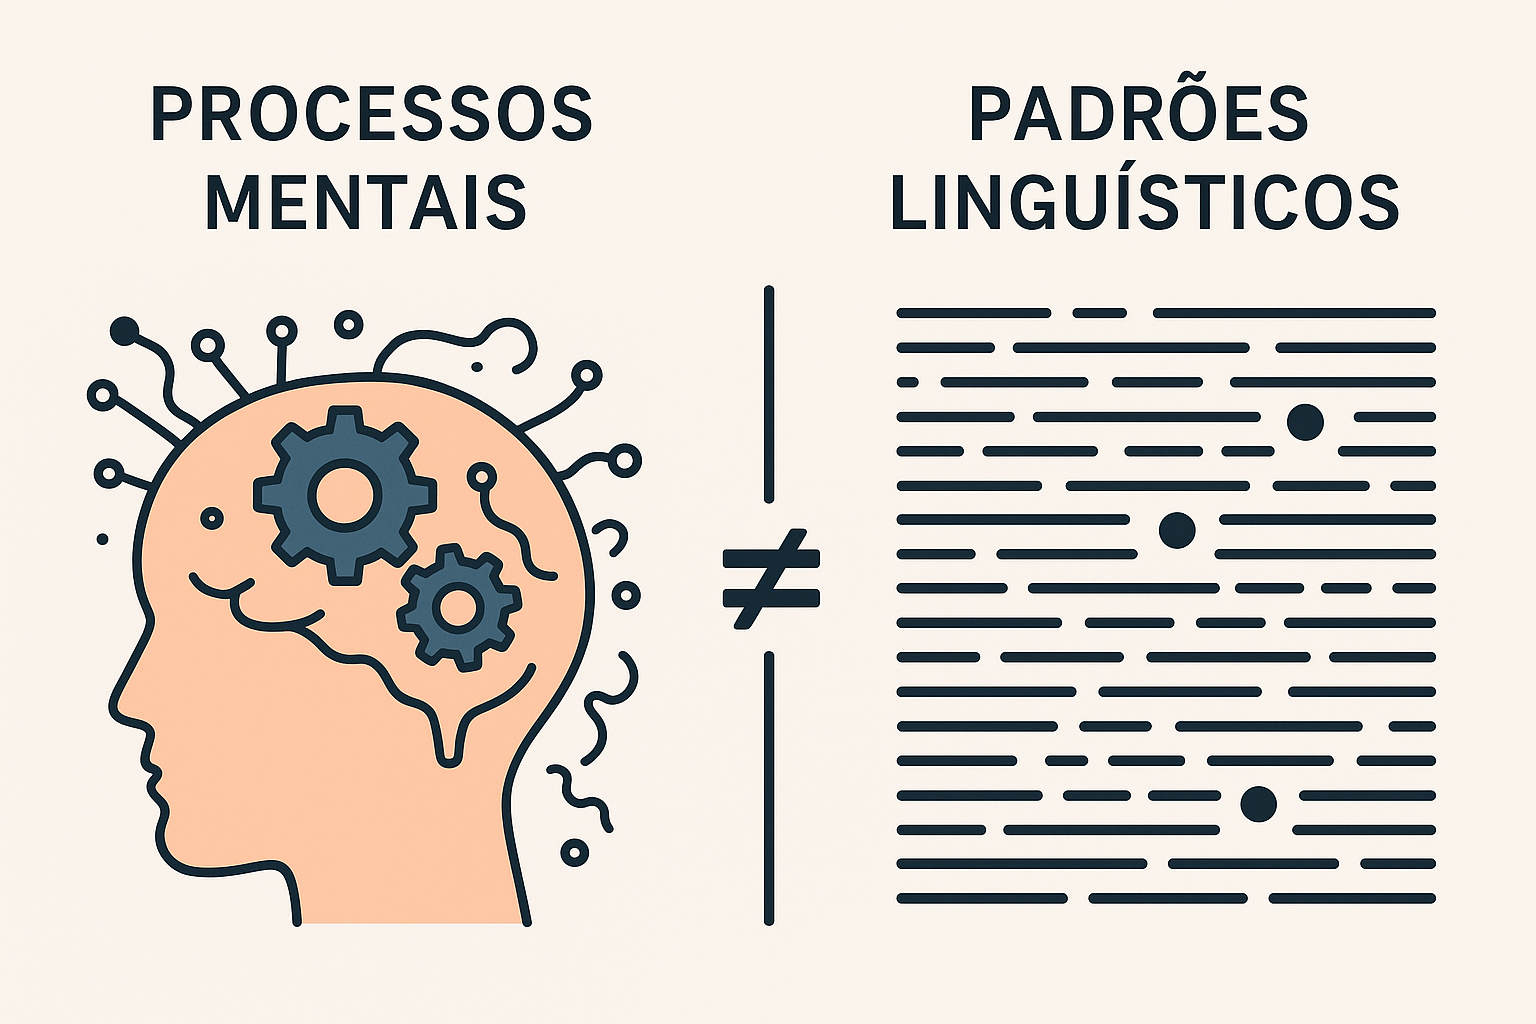 PROCESSOS
MENTAIS
PADRÕES
LINGUÍSTICOS
≠